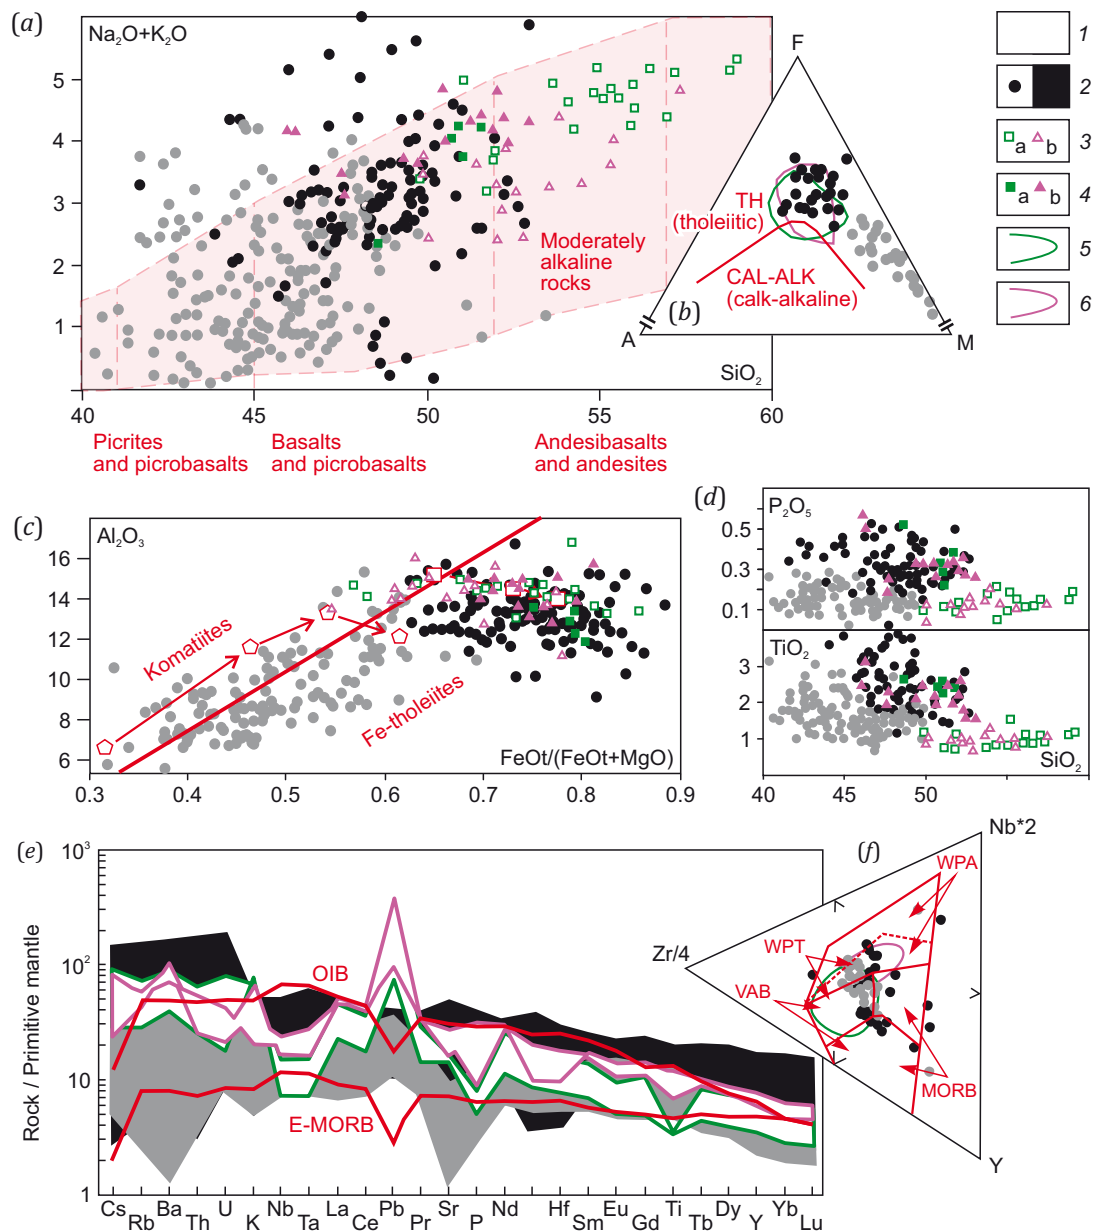 (a)
Na₂O+K₂O
5
4
3
2
1
40
45
50
55
60
SiO₂
Moderately
alkaline
rocks
Picrites
and picrobasalts
Basalts
and picrobasalts
Andesibasalts
and andesites
F
TH
(tholeiitic)
CAL-ALK
(calk-alkaline)
(b)
A
M
1
2
a b 3
a b 4
5
6
(c)
Al₂O₃
16
14
12
10
8
6
Komatiites
Fe-tholeiites
FeOt/(FeOt+MgO)
0.3
0.4
0.5
0.6
0.7
0.8
0.9
(d)
P₂O₅
0.5
0.3
0.1
TiO₂
3
2
1
SiO₂
40
45
50
(e)
Rock / Primitive mantle
10³
10²
10
1
OIB
E-MORB
Cs
Rb
Ba
Th
U
K
Nb
Ta
La
Ce
Pb
Pr
Sr
P
Nd
Hf
Sm
Eu
Gd
Ti
Tb
Dy
Y
Yb
Lu
(f)
Nb*2
WPA
Zr/4
WPT
VAB
MORB
Y